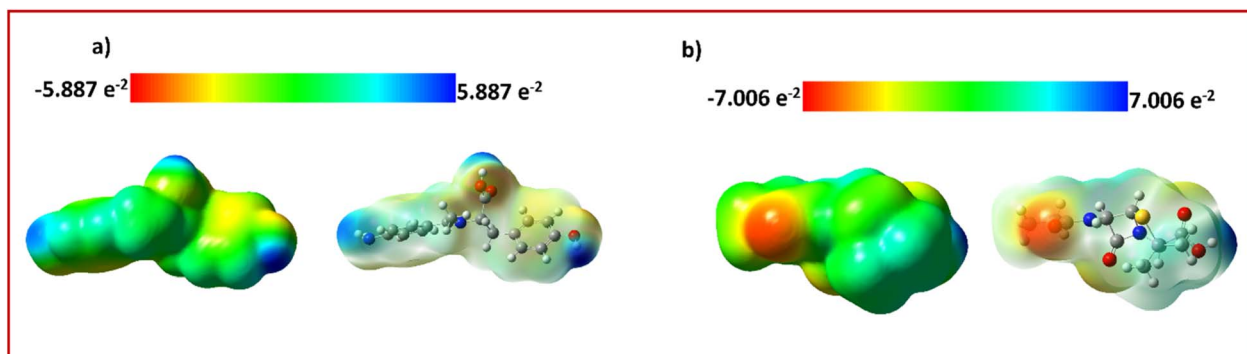 a)
-5.887 e⁻² 5.887 e⁻²
b)
-7.006 e⁻² 7.006 e⁻²